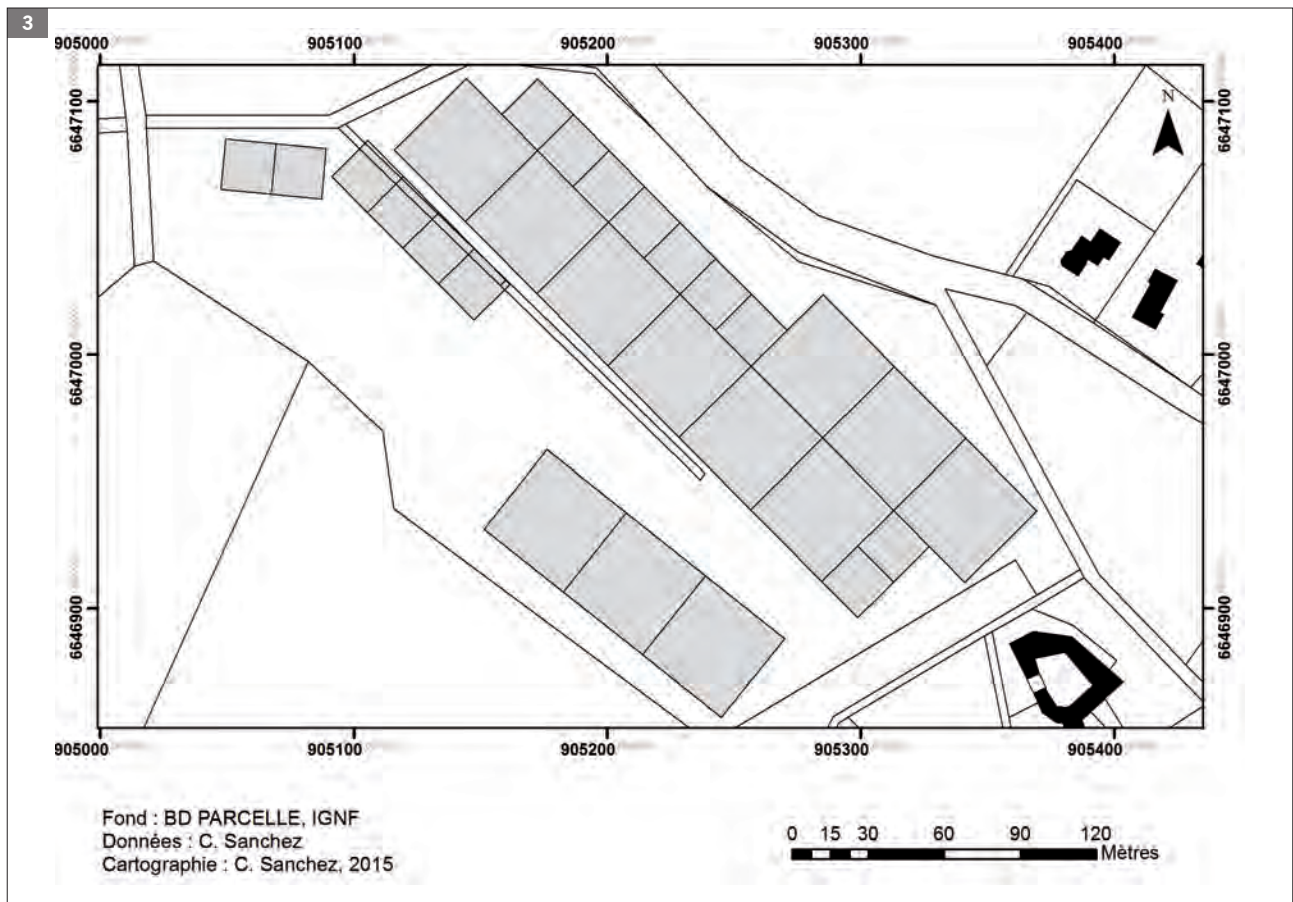 3
905000 905100 905200 905300 905400
6647100 6647100
N
6647000 6647000
6646900 6646900
905000 905100 905200 905300 905400
Fond : BD PARCELLE, IGNF
Données : C. Sanchez
Cartographie : C. Sanchez, 2015
0 15 30 60 90 120
Mètres